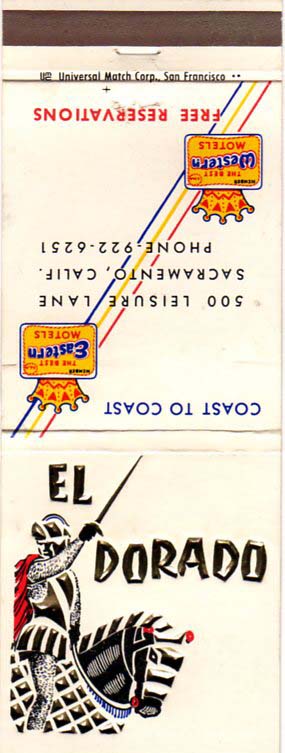 Universal Match Corp., San Francisco
COAST TO COAST
MEMBER
THE BEST
Eastern
MOTELS
500 LEISURE LANE
SACRAMENTO, CALIF.
PHONE-922-6251
MEMBER
THE BEST
Western
MOTELS
FREE RESERVATIONS
EL
DORADO